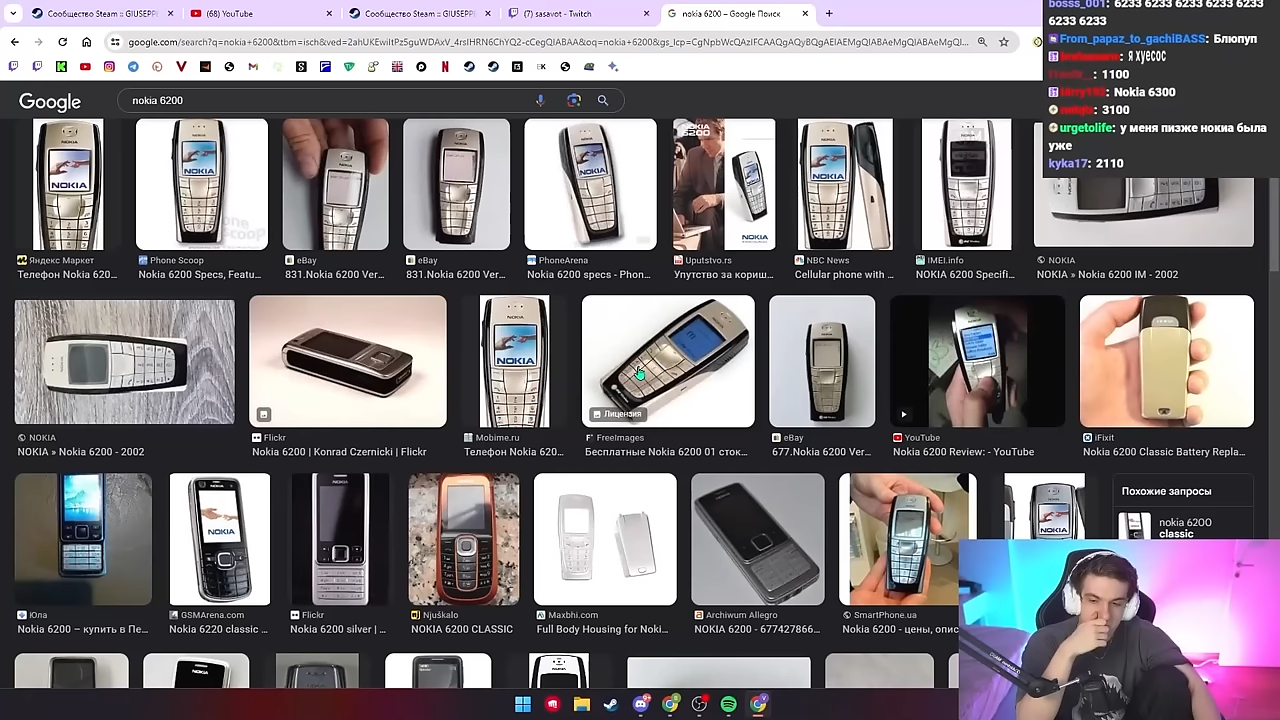 Сообщество Steam :: GIUSEPP
(68) YouTube
Сообщество Steam :: GIUSEPP
(7) sasavot - Twitch
nokia 6200 – Google Поиск
Google
nokia 6200
bosss_001: 6233 6233 6233 6233 6233
6233 6233
From_papaz_to_gachiBASS: Блюпуп
: я хуесос
: 1100
: Nokia 6300
: 3100
urgetolife: у меня пизже нокиа была
уже
kyka17: 2110
Яндекс Маркет
Телефон Nokia 620...
Phone Scoop
Nokia 6200 Specs, Featu...
eBay
831.Nokia 6200 Ver...
eBay
831.Nokia 6200 Ver...
PhoneArena
Nokia 6200 specs - Phon...
Uputstvo.rs
Упутство за кориш...
NBC News
Cellular phone with ...
IMEI.info
NOKIA 6200 Specifi...
NOKIA
NOKIA » Nokia 6200 IM - 2002
NOKIA
NOKIA » Nokia 6200 - 2002
Flickr
Nokia 6200 | Konrad Czernicki | Flickr
Mobime.ru
Телефон Nokia 620...
Лицензия
FreeImages
Бесплатные Nokia 6200 01 сток...
eBay
677.Nokia 6200 Ver...
YouTube
Nokia 6200 Review: - YouTube
iFixit
Nokia 6200 Classic Battery Repla...
Юла
Nokia 6200 – купить в Пе...
GSMArena.com
Nokia 6220 classic ...
Flickr
Nokia 6200 silver | ...
Njuškalo
NOKIA 6200 CLASSIC
Maxbhi.com
Full Body Housing for Noki...
Archiwum Allegro
NOKIA 6200 - 677427866...
SmartPhone.ua
Nokia 6200 - цены, опис
Похожие запросы
nokia 6200
classic